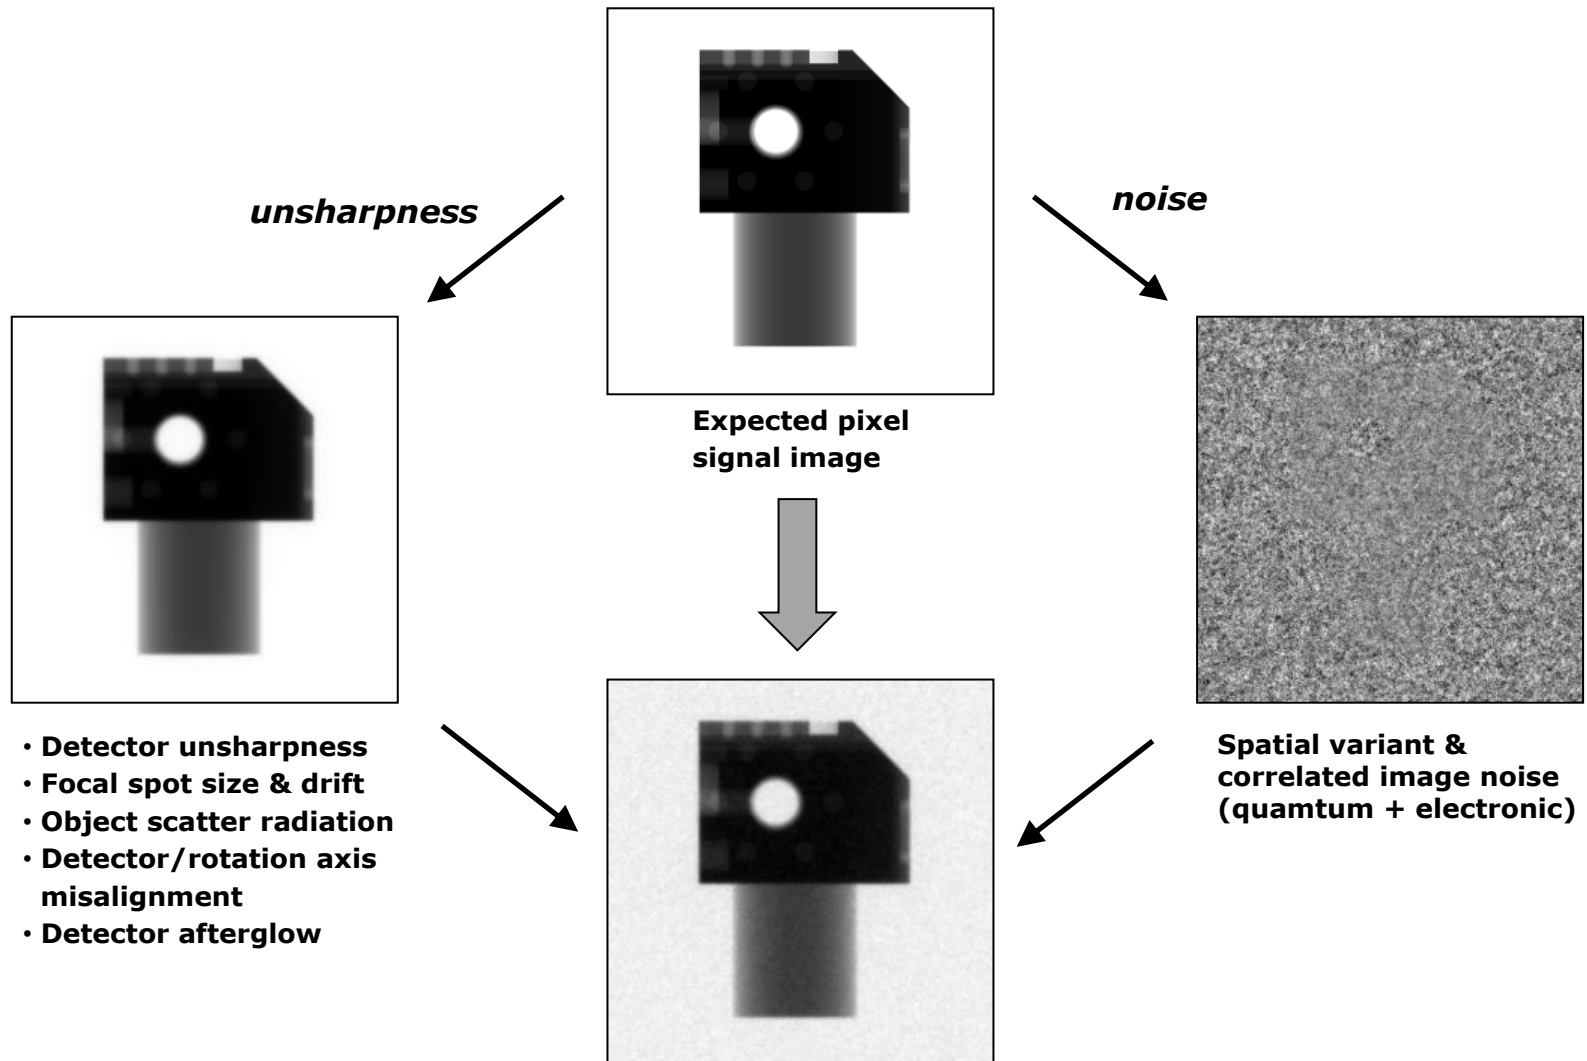 unsharpness
noise
Expected pixel
signal image
• Detector unsharpness
• Focal spot size & drift
• Object scatter radiation
• Detector/rotation axis
misalignment
• Detector afterglow
Spatial variant &
correlated image noise
(quamtum + electronic)